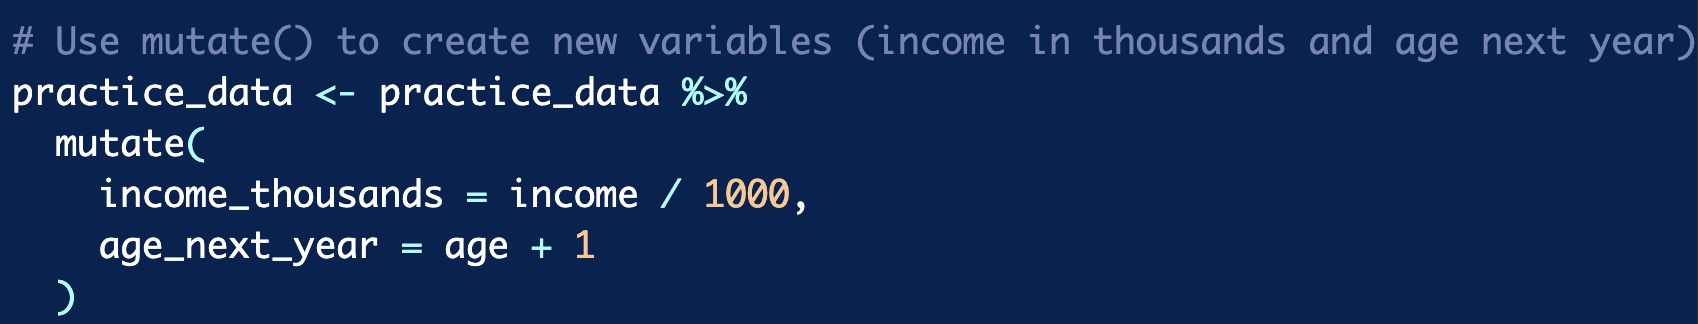 # Use mutate() to create new variables (income in thousands and age next year)
practice_data <- practice_data %>%
  mutate(
    income_thousands = income / 1000,
    age_next_year = age + 1
  )